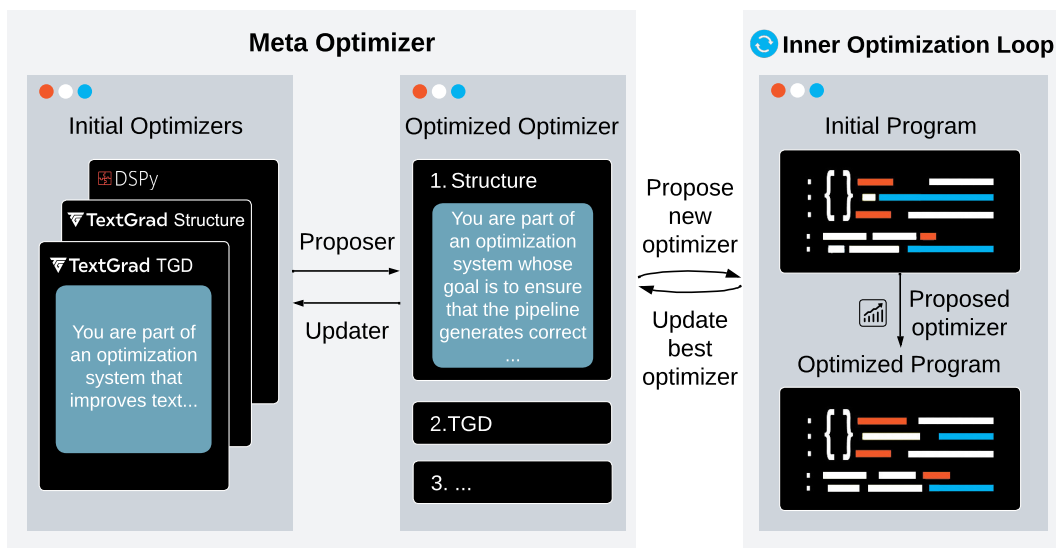 Meta Optimizer
Initial Optimizers
DSPy
TextGrad Structure
TextGrad TGD
You are part of
an optimization
system that
improves text...
Proposer
Updater
Optimized Optimizer
1. Structure
You are part of
an optimization
system whose
goal is to ensure
that the pipeline
generates correct
...
2.TGD
3. ...
Propose
new
optimizer
Update
best
optimizer
Inner Optimization Loop
Initial Program
{}
Proposed
optimizer
Optimized Program
{}